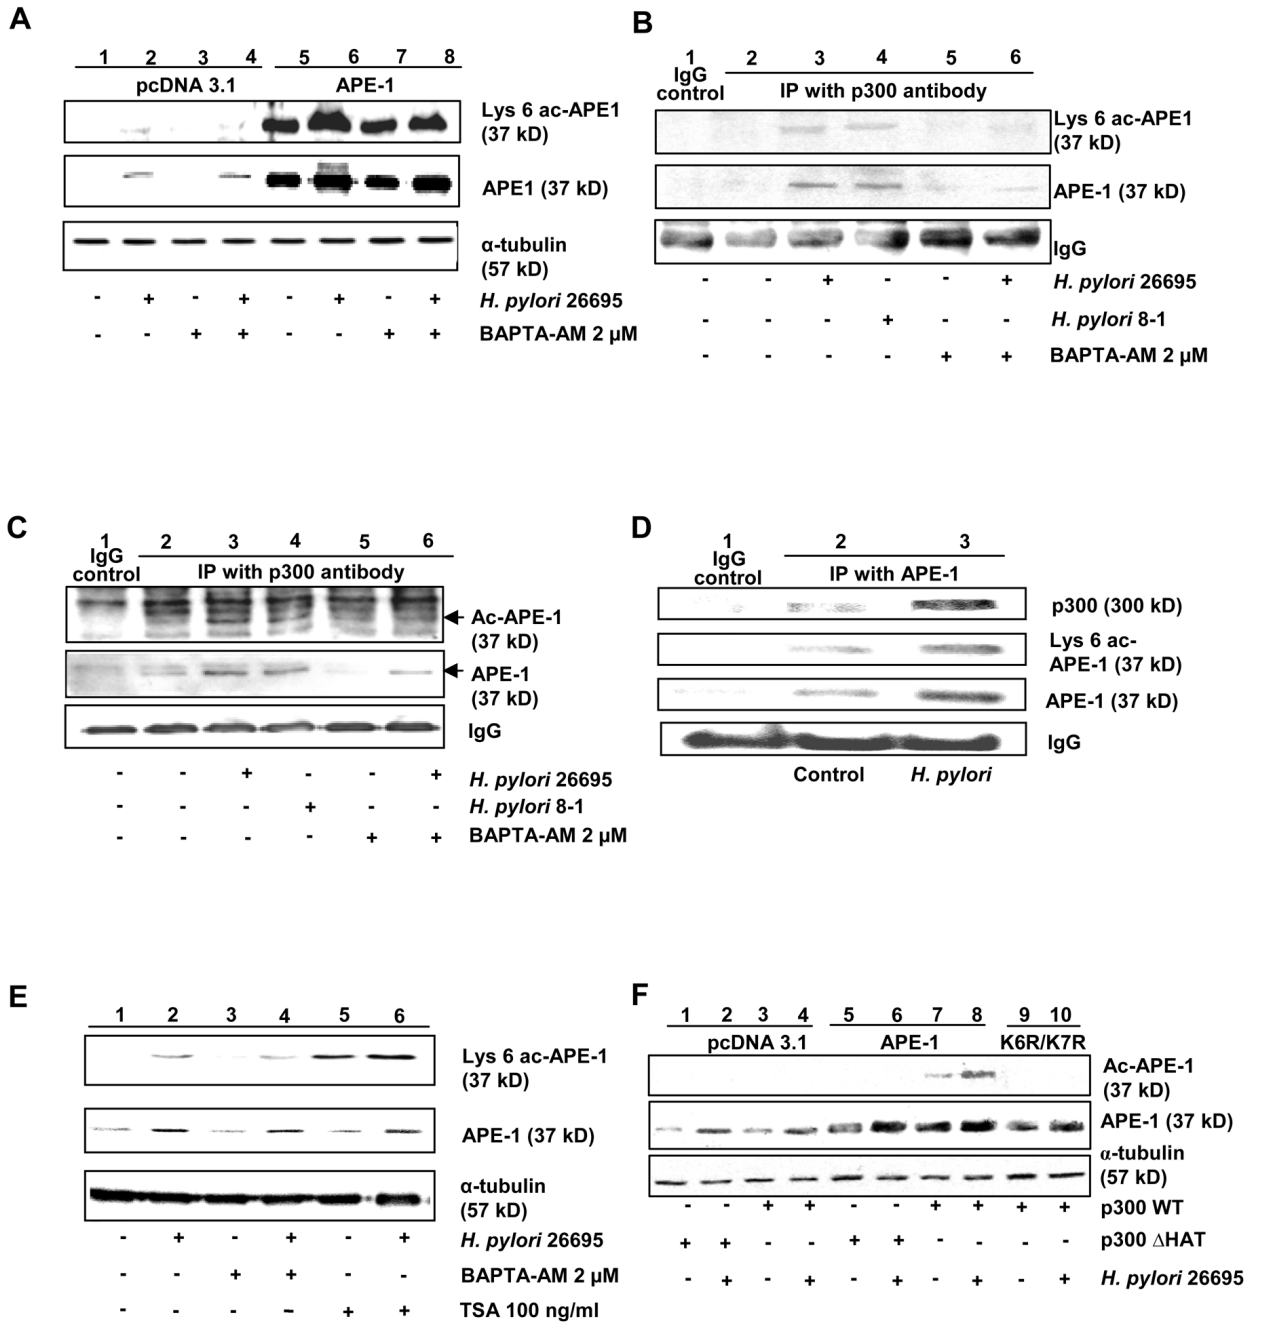 A
1 2 3 4 5 6 7 8
pcDNA 3.1 APE-1
Lys 6 ac-APE1
(37 kD)
APE1 (37 kD)
α-tubulin
(57 kD)
- + - + - + - + H. pylori 26695
- - + + - - + + BAPTA-AM 2 µM
B
1 2 3 4 5 6
IgG
control IP with p300 antibody
Lys 6 ac-APE1
(37 kD)
APE-1 (37 kD)
IgG
- - + - - + H. pylori 26695
- - - + - - H. pylori 8-1
- - - - + + BAPTA-AM 2 µM
C
1 2 3 4 5 6
IgG
control IP with p300 antibody
Ac-APE-1
(37 kD)
APE-1
(37 kD)
IgG
- - + - - + H. pylori 26695
- - - + - - H. pylori 8-1
- - - - + + BAPTA-AM 2 µM
D
1 2 3
IgG
control IP with APE-1
p300 (300 kD)
Lys 6 ac-
APE-1 (37 kD)
APE-1 (37 kD)
IgG
Control H. pylori
E
1 2 3 4 5 6
Lys 6 ac-APE-1
(37 kD)
APE-1 (37 kD)
α-tubulin
(57 kD)
- + - + - + H. pylori 26695
- - + + - - BAPTA-AM 2 µM
- - - – + + TSA 100 ng/ml
F
1 2 3 4 5 6 7 8 9 10
pcDNA 3.1 APE-1 K6R/K7R
Ac-APE-1
(37 kD)
APE-1 (37 kD)
α-tubulin
(57 kD)
- - + + - - + + + + p300 WT
+ + - - + + - - - - p300 ΔHAT
- + - + - + - + - + H. pylori 26695